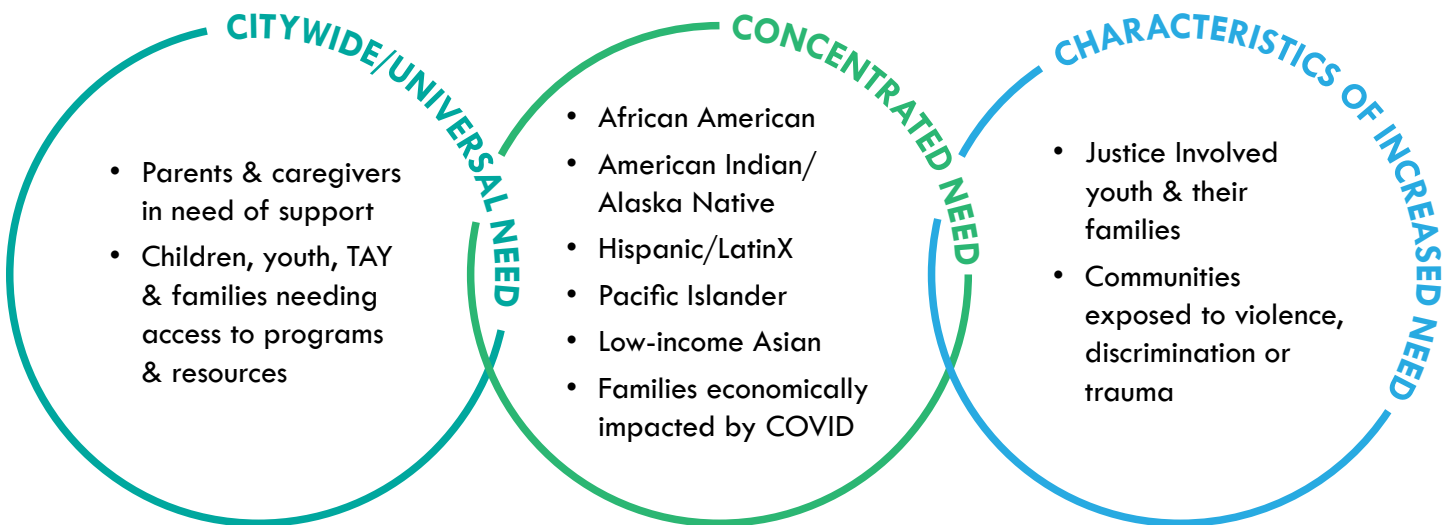 CITYWIDE/UNIVERSAL NEED
• Parents & caregivers
in need of support
• Children, youth, TAY
& families needing
access to programs
& resources
CONCENTRATED NEED
• African American
• American Indian/
Alaska Native
• Hispanic/LatinX
• Pacific Islander
• Low-income Asian
• Families economically
impacted by COVID
CHARACTERISTICS OF INCREASED NEED
• Justice Involved
youth & their
families
• Communities
exposed to violence,
discrimination or
trauma